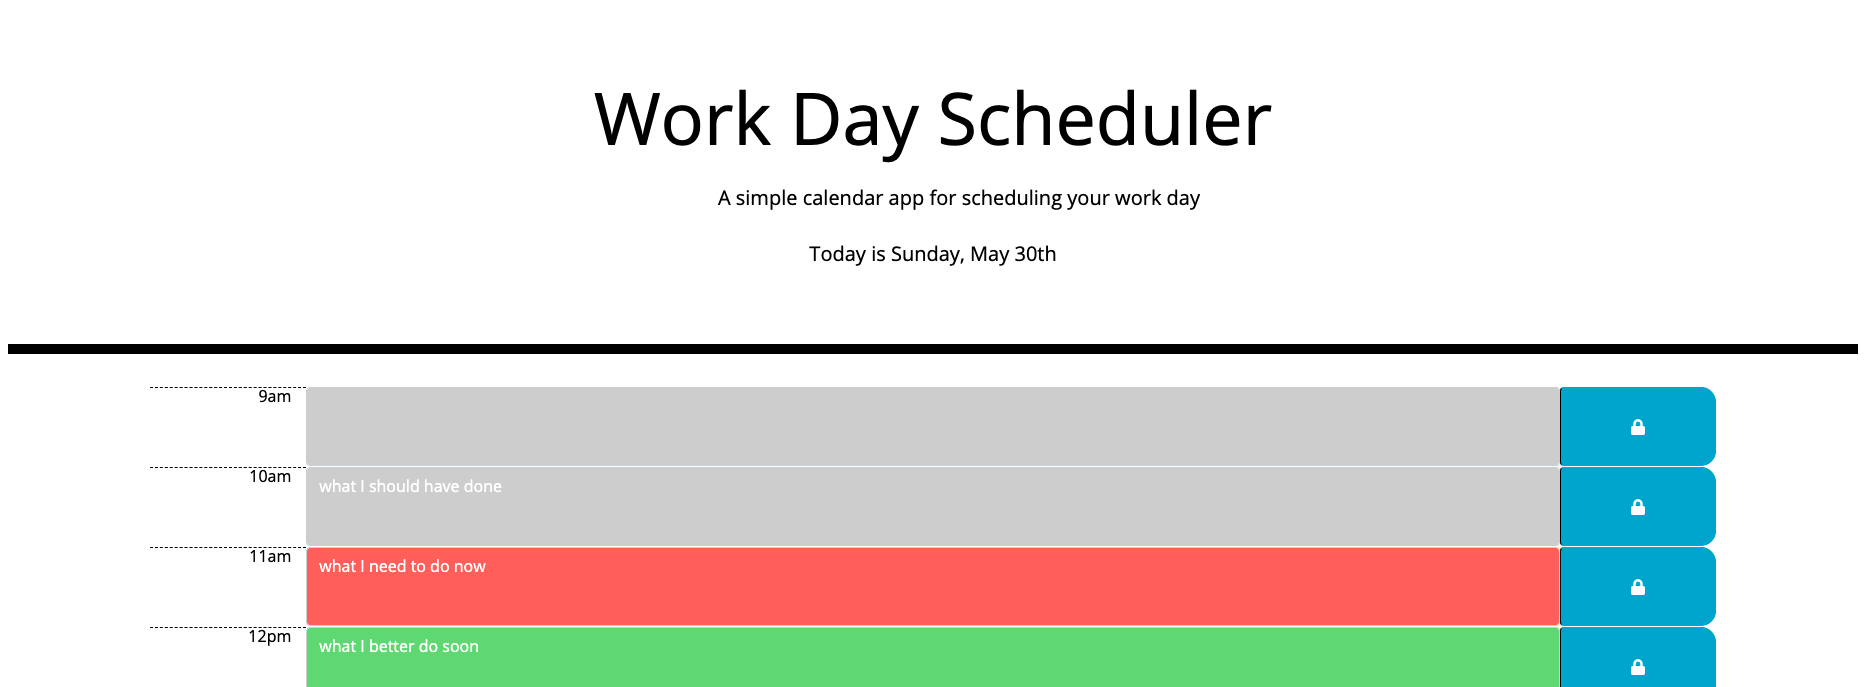 Work Day Scheduler
A simple calendar app for scheduling your work day
Today is Sunday, May 30th
9am
10am
what I should have done
11am
what I need to do now
12pm
what I better do soon